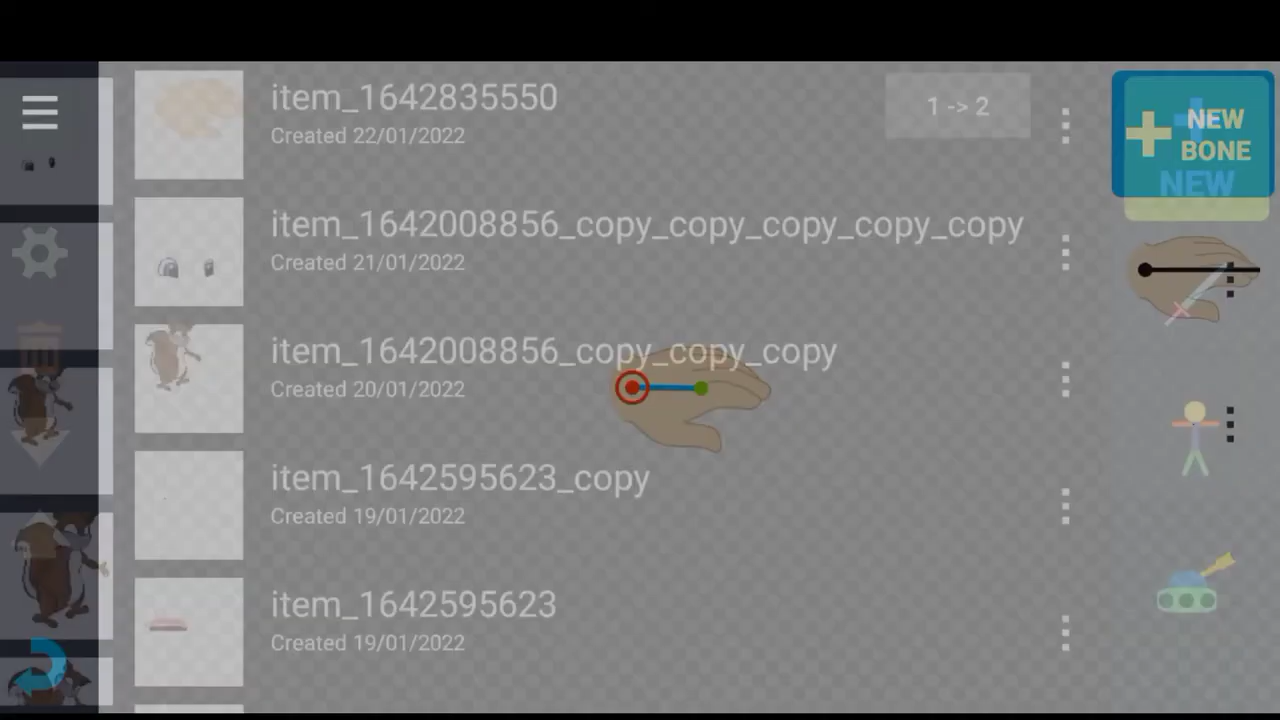 item_1642835550
Created 22/01/2022
1 -> 2
NEW
BONE
NEW
item_1642008856_copy_copy_copy_copy_copy
Created 21/01/2022
item_1642008856_copy_copy_copy
Created 20/01/2022
item_1642595623_copy
Created 19/01/2022
item_1642595623
Created 19/01/2022